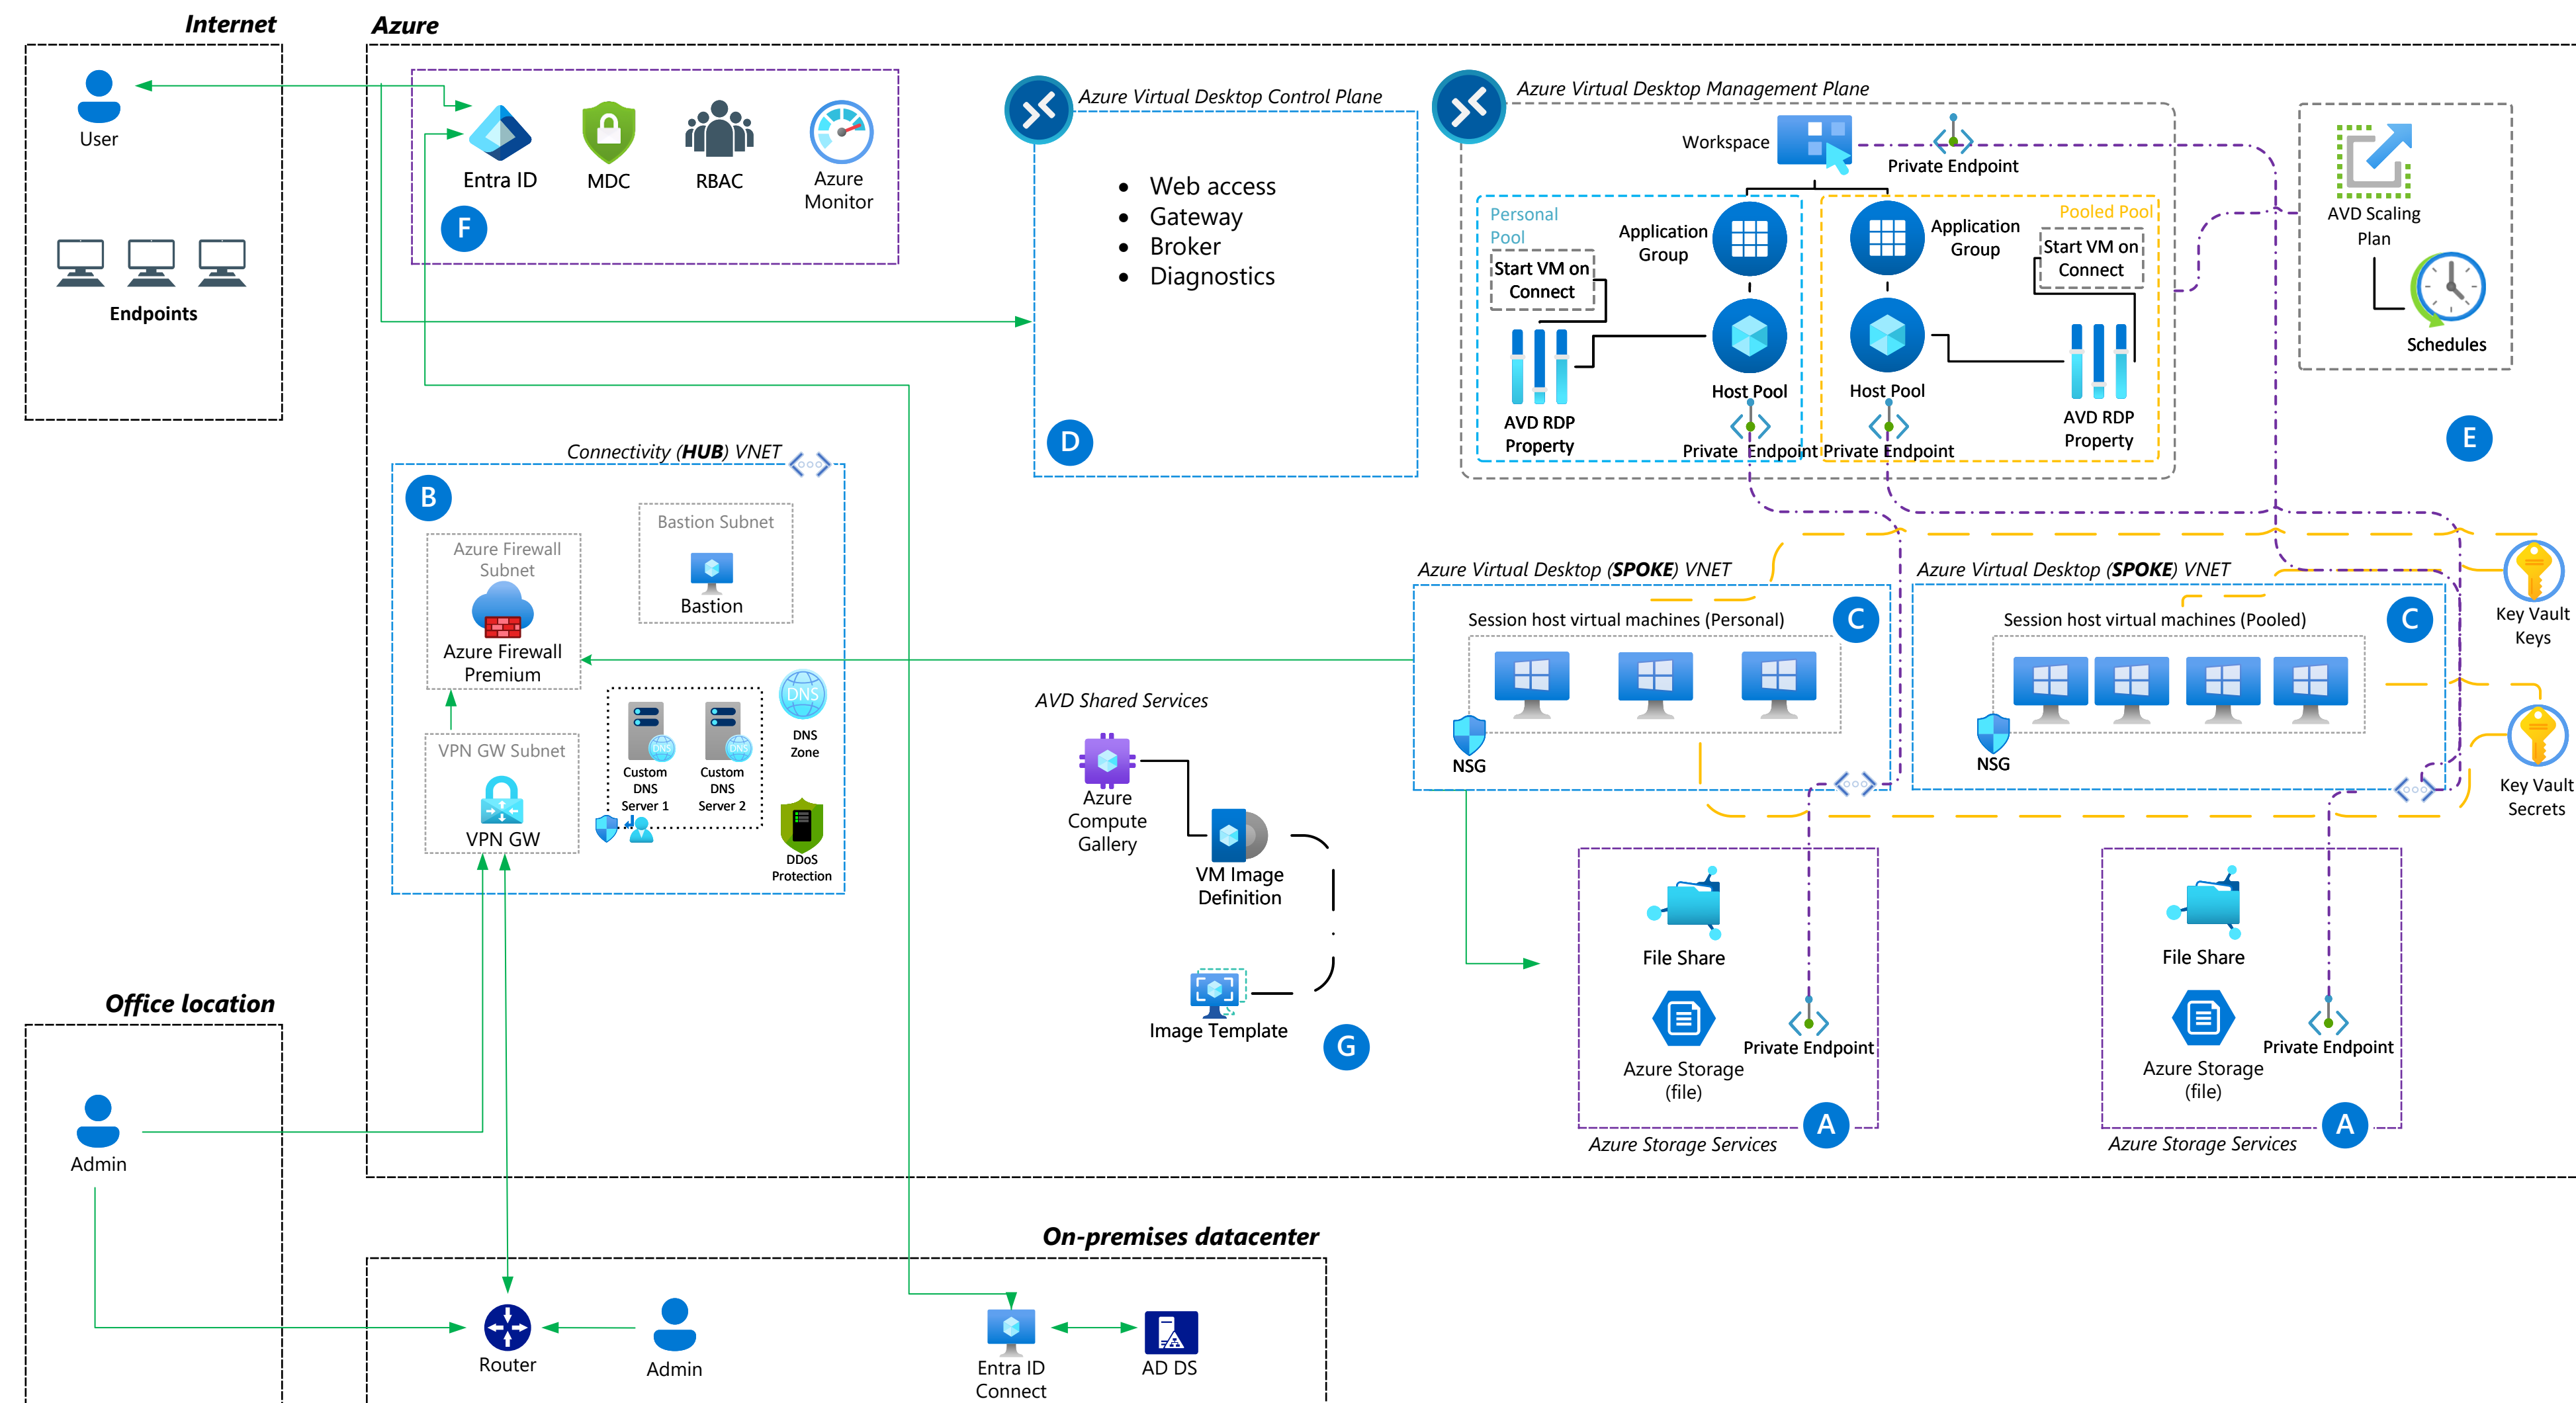 Internet
User
Endpoints
Azure
Entra ID
MDC
RBAC
Azure
Monitor
F
Azure Virtual Desktop Control Plane
• Web access
• Gateway
• Broker
• Diagnostics
D
Azure Virtual Desktop Management Plane
Workspace
Private Endpoint
Personal
Pool
Start VM on
Connect
Application
Group
Host Pool
AVD RDP
Property
Private Endpoint
Pooled Pool
Application
Group
Start VM on
Connect
Host Pool
AVD RDP
Property
Private Endpoint
AVD Scaling
Plan
Schedules
E
Connectivity (HUB) VNET
B
Azure Firewall
Subnet
Azure Firewall
Premium
Bastion Subnet
Bastion
VPN GW Subnet
VPN GW
DNS
Custom
DNS
Server 1
DNS
Custom
DNS
Server 2
DNS
DNS
Zone
DDoS
Protection
AVD Shared Services
Azure
Compute
Gallery
VM Image
Definition
Image Template
G
Azure Virtual Desktop (SPOKE) VNET
Session host virtual machines (Personal)
C
NSG
Azure Virtual Desktop (SPOKE) VNET
Session host virtual machines (Pooled)
C
NSG
Key Vault
Keys
Key Vault
Secrets
File Share
Azure Storage
(file)
Private Endpoint
A
Azure Storage Services
File Share
Azure Storage
(file)
Private Endpoint
A
Azure Storage Services
Office location
Admin
On-premises datacenter
Router
Admin
Entra ID
Connect
AD DS